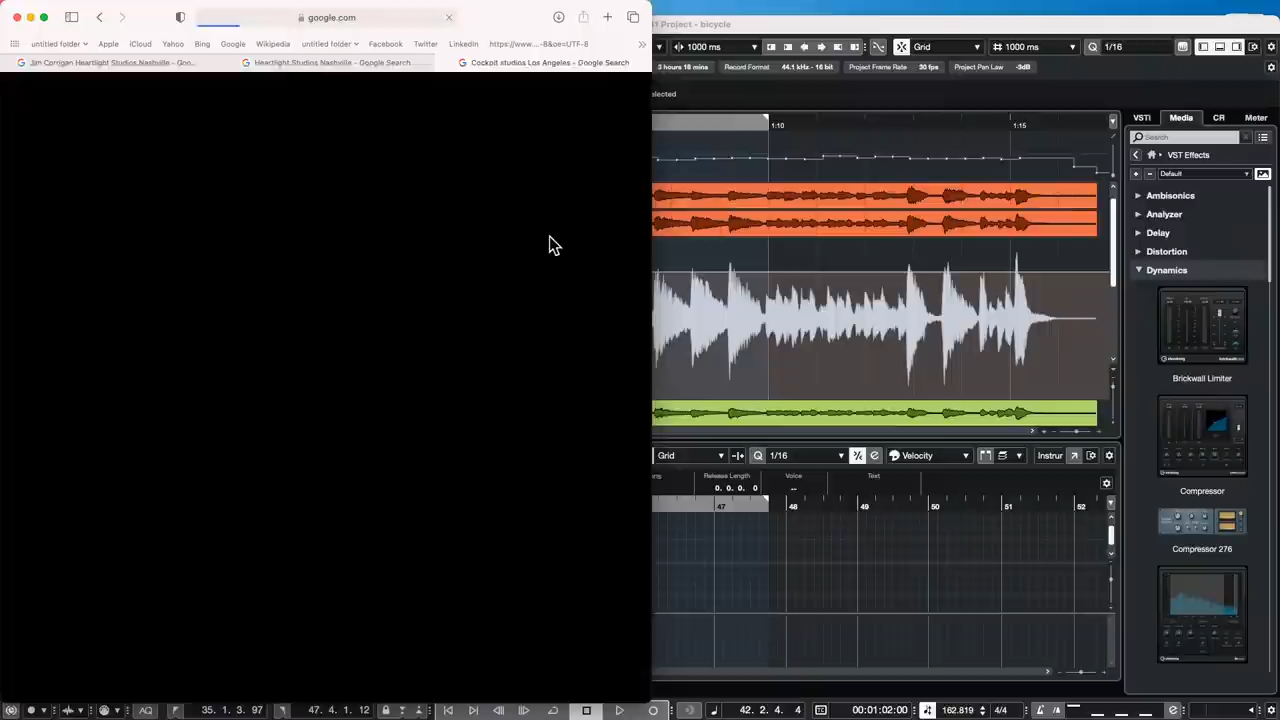 google.com
untitled folder Apple iCloud Yahoo Bing Google Wikipedia untitled folder Facebook Twitter LinkedIn https://www...-8&oe=UTF-8
Jim Corrigan Heartlight Studios Nashville - Goo...
Heartlight Studios Nashville - Google Search
Cockpit studios Los Angeles - Google Search
Project - bicycle
1000 ms Grid 1000 ms Q 1/16
3 hours 18 mins Record Format 44.1 kHz - 16 bit Project Frame Rate 30 fps Project Pan Law -3dB
elected
1:10 1:15
VSTi Media CR Meter
Search
VST Effects
Default
Ambisonics
Analyzer
Delay
Distortion
Dynamics
Brickwall Limiter
Compressor
Compressor 276
Grid Q 1/16 Velocity Instrur
Release Length Voice Text
0. 0. 0. 0 --
47 48 49 50 51 52
AQ 35. 1. 3. 97 47. 4. 1. 12 42. 2. 4. 4 00:01:02:00 162.819 4/4